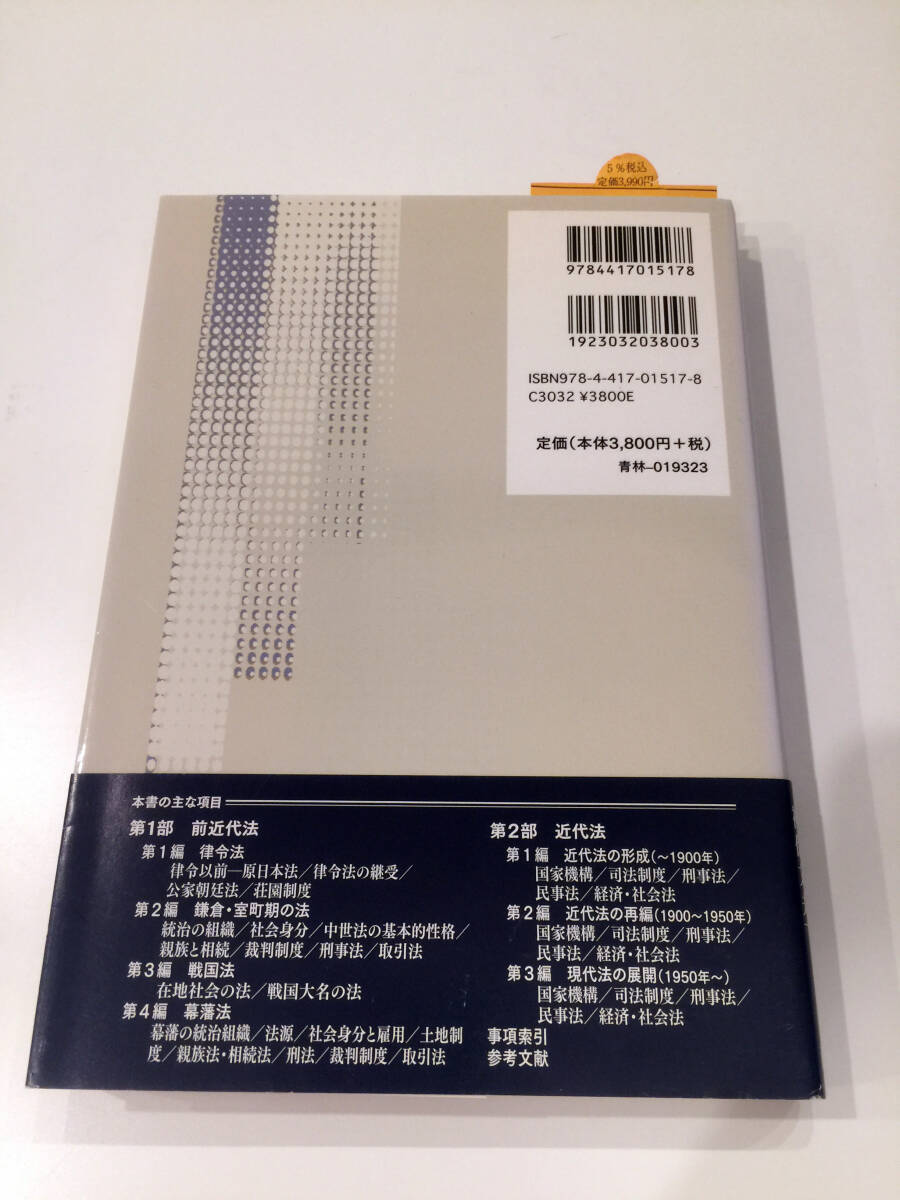 5%税込
定価3,990円
9784417015178
1923032038003
ISBN978-4-417-01517-8
C3032 ¥3800E
定価(本体3,800円+税)
青林-019323
本書の主な項目
第1部 前近代法
第1編 律令法
律令以前―原日本法/律令法の継受/
公家朝廷法/荘園制度
第2編 鎌倉・室町期の法
統治の組織/社会身分/中世法の基本的性格/
親族と相続/裁判制度/刑事法/取引法
第3編 戦国法
在地社会の法/戦国大名の法
第4編 幕藩法
幕藩の統治組織/法源/社会身分と雇用/土地制
度/親族法・相続法/刑法/裁判制度/取引法
第2部 近代法
第1編 近代法の形成(~1900年)
国家機構/司法制度/刑事法/
民事法/経済・社会法
第2編 近代法の再編(1900~1950年)
国家機構/司法制度/刑事法/
民事法/経済・社会法
第3編 現代法の展開(1950年~)
国家機構/司法制度/刑事法/
民事法/経済・社会法
事項索引
参考文献